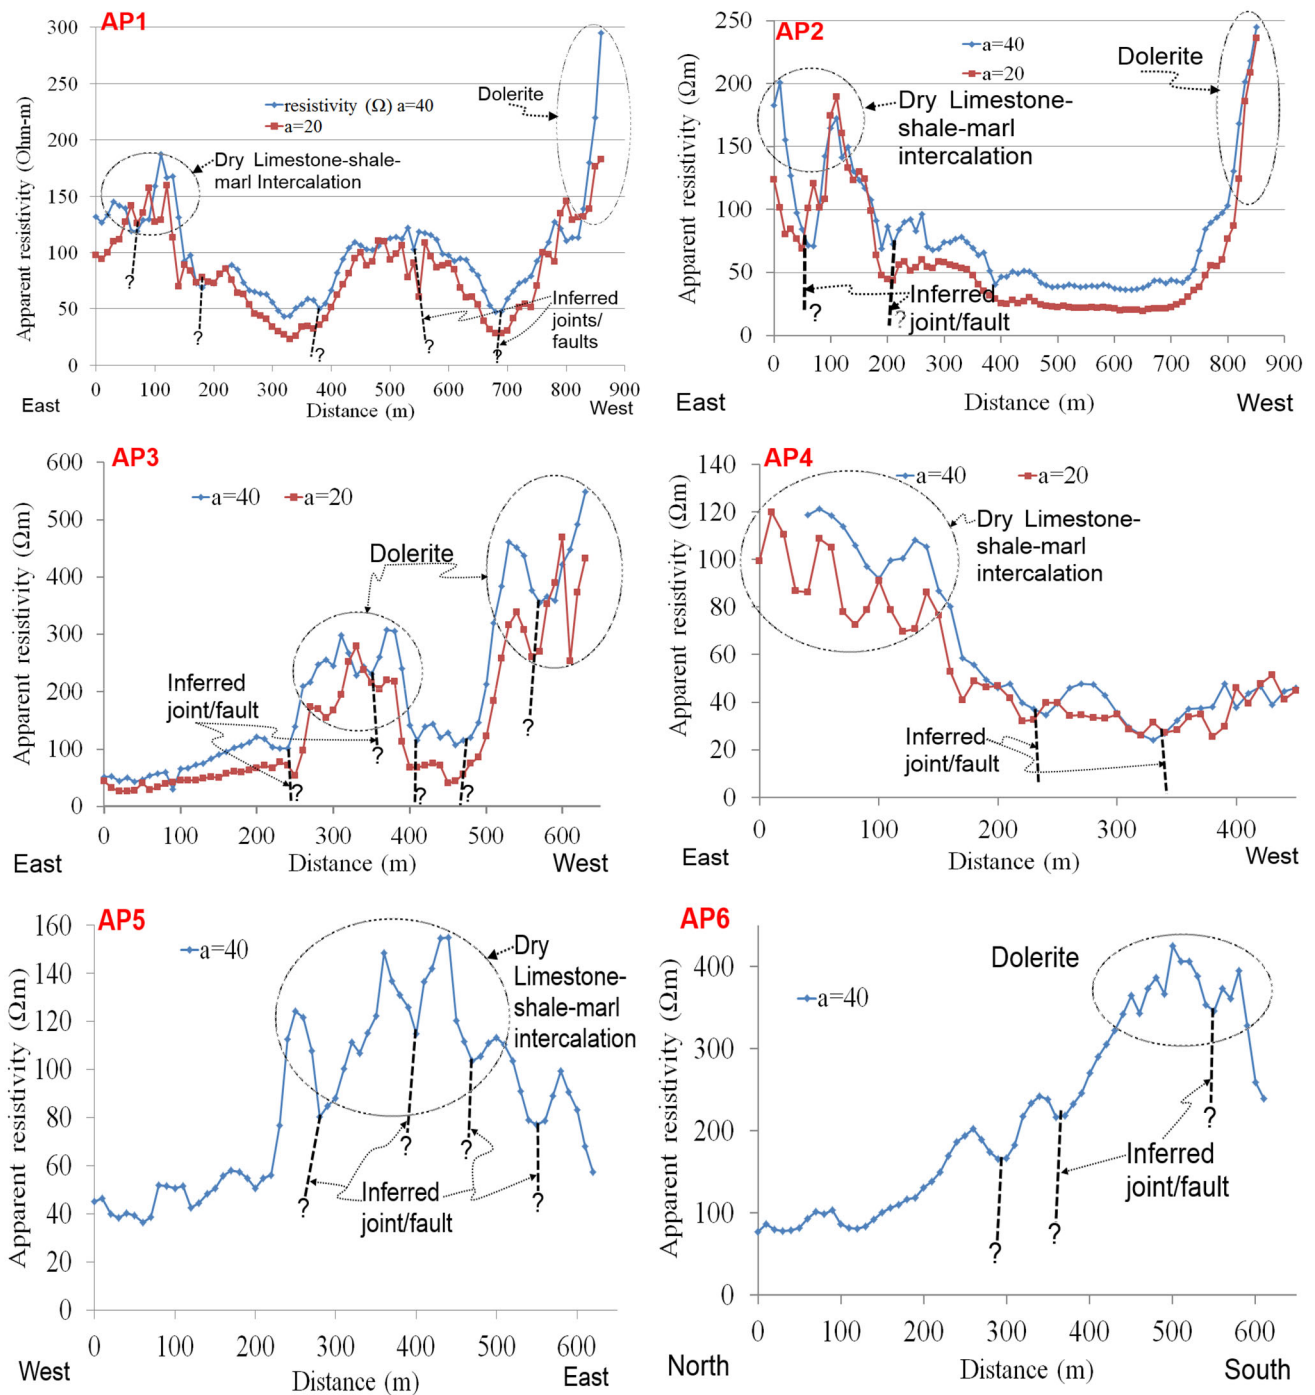 AP1
300
250
200
150
100
50
0
Apparent resistivity (Ohm-m)
resistivity (Ω) a=40
a=20
Dolerite
Dry Limestone-shale-
marl Intercalation
Inferred
joints/
faults
?
?
?
?
?
0 100 200 300 400 500 600 700 800 900
East
Distance (m)
West
AP2
250
200
150
100
50
0
Apparent resistivity (Ωm)
a=40
a=20
Dolerite
Dry Limestone-
shale-marl
intercalation
Inferred
joint/fault
?
?
0 100 200 300 400 500 600 700 800 900
East
Distance (m)
West
AP3
600
500
400
300
200
100
0
Apparent resistivity (Ωm)
a=40
a=20
Dolerite
Inferred
joint/fault
?
?
?
?
?
0 100 200 300 400 500 600
East
Distance (m)
West
AP4
140
120
100
80
60
40
20
0
Apparent resistivity (Ωm)
a=40
a=20
Dry Limestone-
shale-marl
intercalation
Inferred
joint/fault
0 100 200 300 400
East
Distance (m)
West
AP5
160
140
120
100
80
60
40
20
0
Apparent resistivity (Ωm)
a=40
Dry
Limestone-
shale-marl
intercalation
Inferred
joint/fault
?
?
?
?
0 100 200 300 400 500 600
West
Distance (m)
East
AP6
400
300
200
100
0
Apparent resistivity (Ωm)
a=40
Dolerite
Inferred
joint/fault
?
?
?
0 100 200 300 400 500 600
North
Distance (m)
South